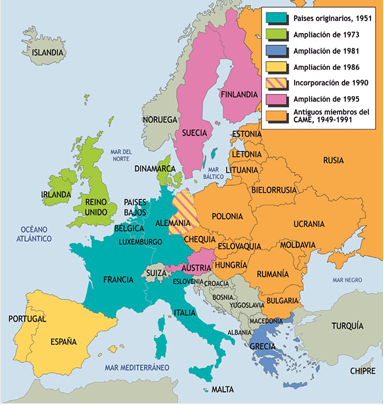 Países originarios, 1951
Ampliación de 1973
Ampliación de 1981
Ampliación de 1986
Incorporación de 1990
Ampliación de 1995
Antiguos miembros del
CAME, 1949-1991
ISLANDIA
FINLANDIA
NORUEGA
SUECIA
ESTONIA
LETONIA
LITUANIA
RUSIA
MAR DEL
NORTE
DINAMARCA
MAR
BÁLTICO
BIELORRUSIA
IRLANDA
REINO
UNIDO
PAISES
BAJOS
BÉLGICA
LUXEMBURGO
ALEMANIA
POLONIA
UCRANIA
CHEQUIA
ESLOVAQUIA
MOLDAVIA
OCÉANO
ATLÁNTICO
FRANCIA
SUIZA
AUSTRIA
HUNGRÍA
RUMANÍA
ESLOVENIA
CROACIA
BOSNIA
YUGOSLAVIA
BULGARIA
MAR NEGRO
ITALIA
MACEDONIA
ALBANIA
PORTUGAL
ESPAÑA
GRECIA
TURQUÍA
MAR MEDITERRÁNEO
MALTA
CHIPRE